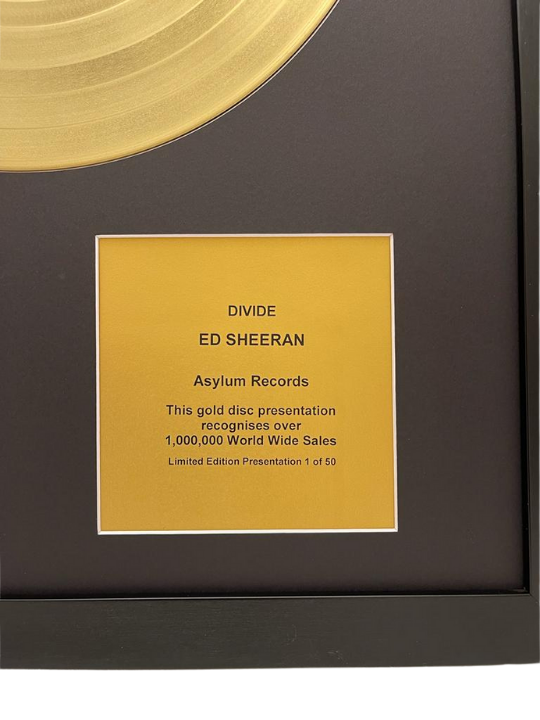 DIVIDE
ED SHEERAN
Asylum Records
This gold disc presentation
recognises over
1,000,000 World Wide Sales
Limited Edition Presentation 1 of 50